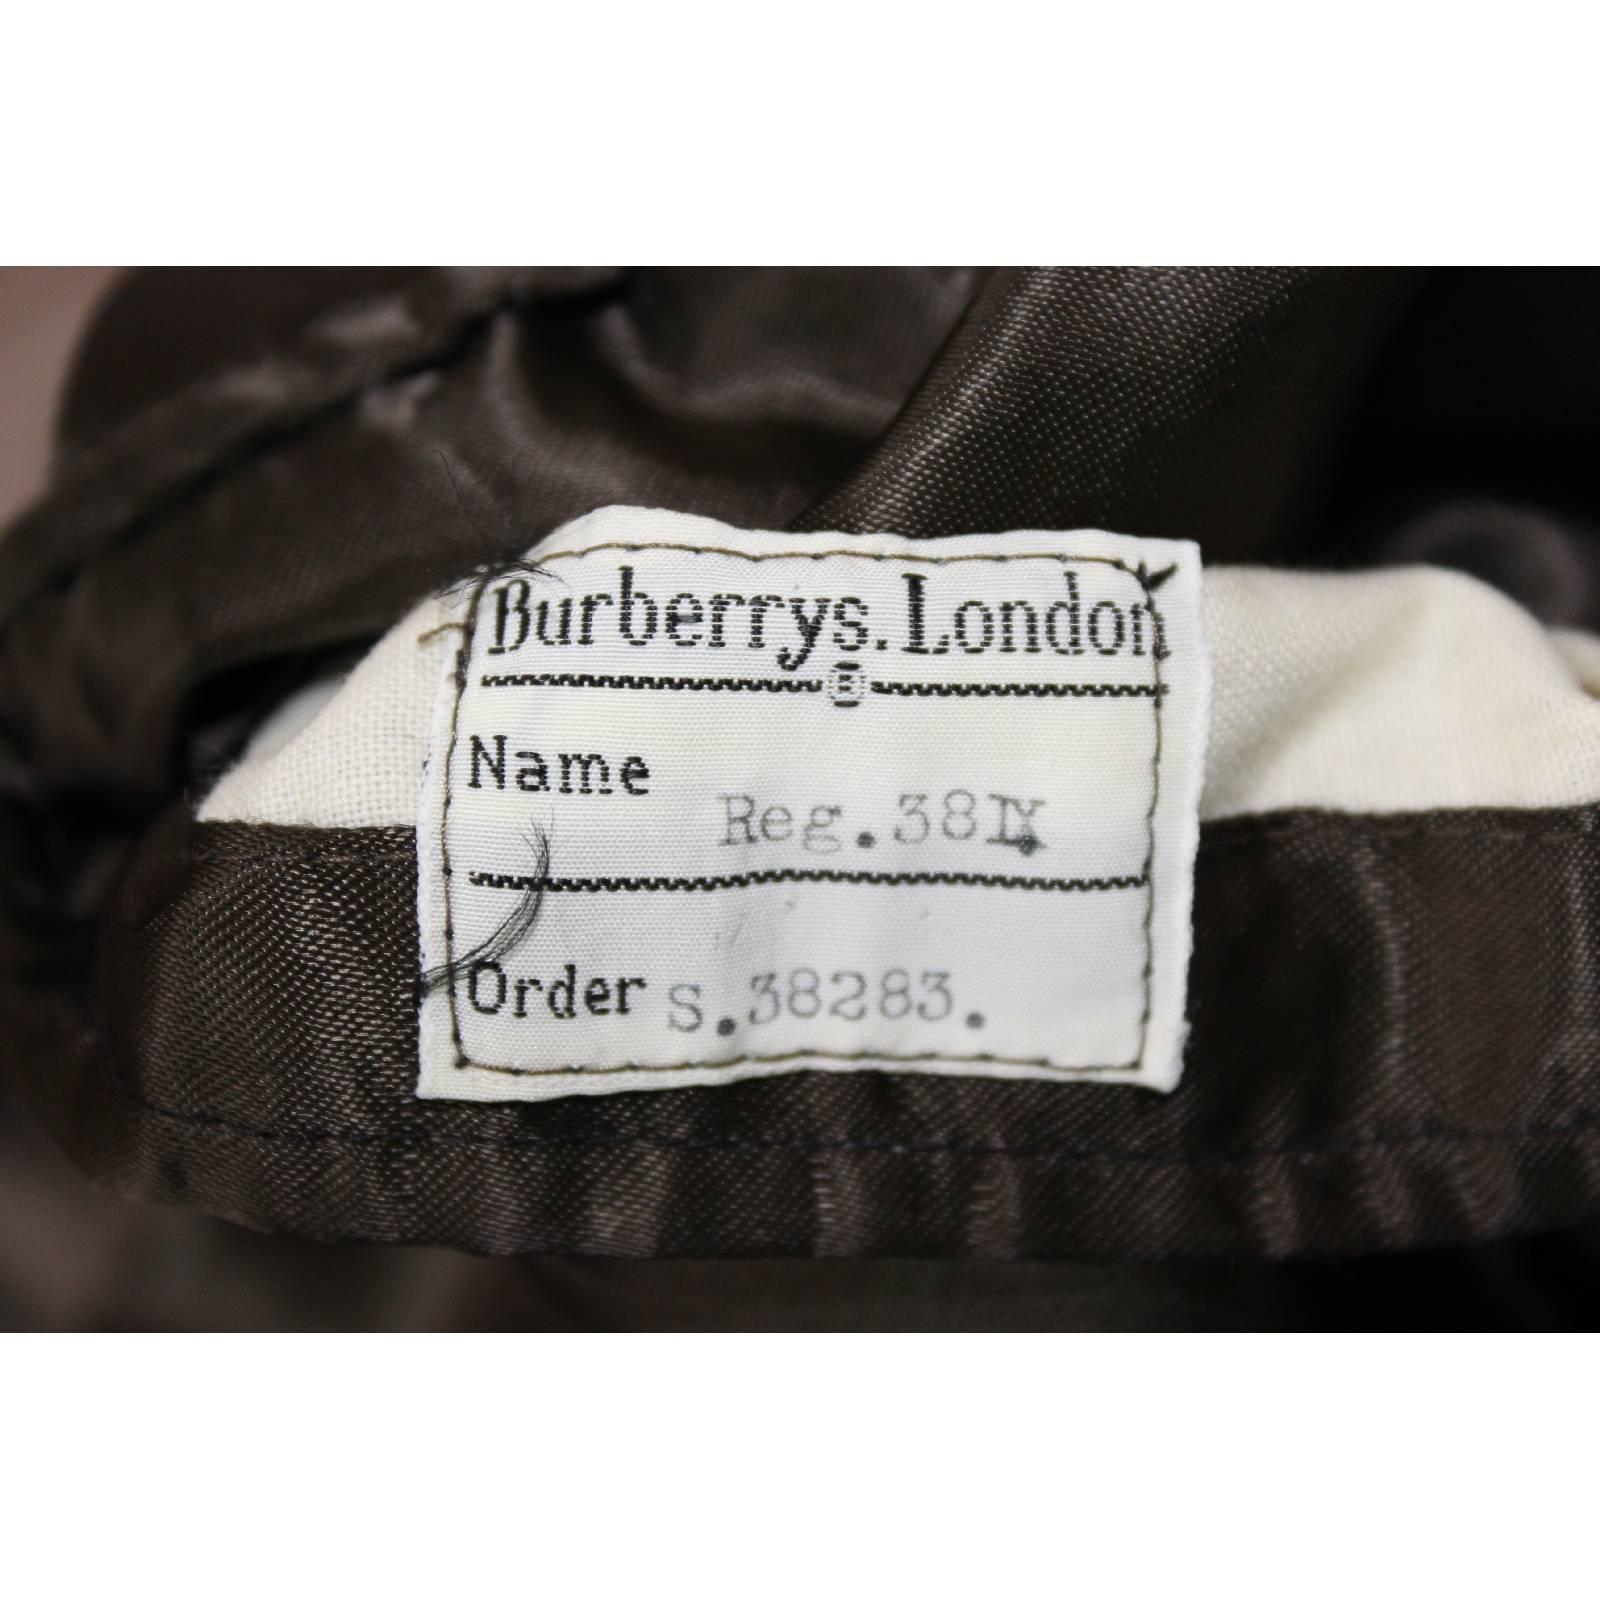 Burberrys. London
B
Name
Reg.38
Order S.38283.